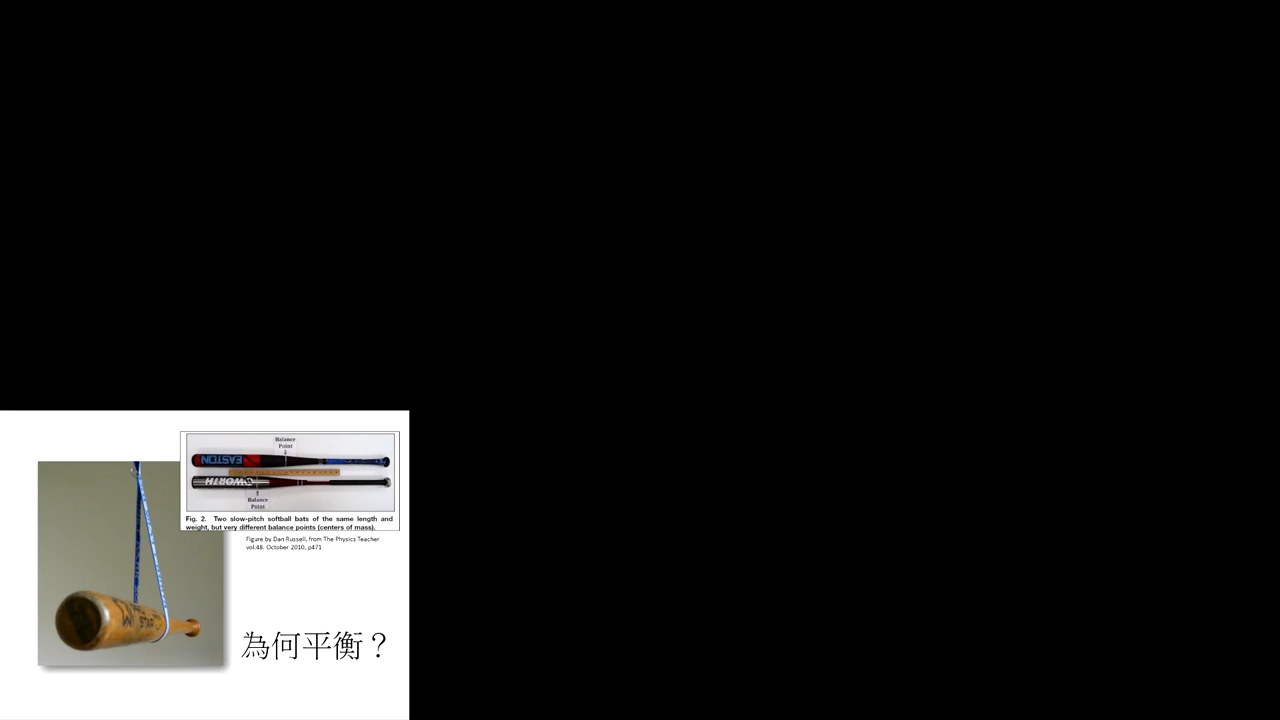 Balance
Point
EASTON
WORTH
Balance
Point
Fig. 2. Two slow-pitch softball bats of the same length and
weight, but very different balance points (centers of mass).
Figure by Dan Russell, from The Physics Teacher
vol.48. October 2010, p471
STAR
為何平衡？